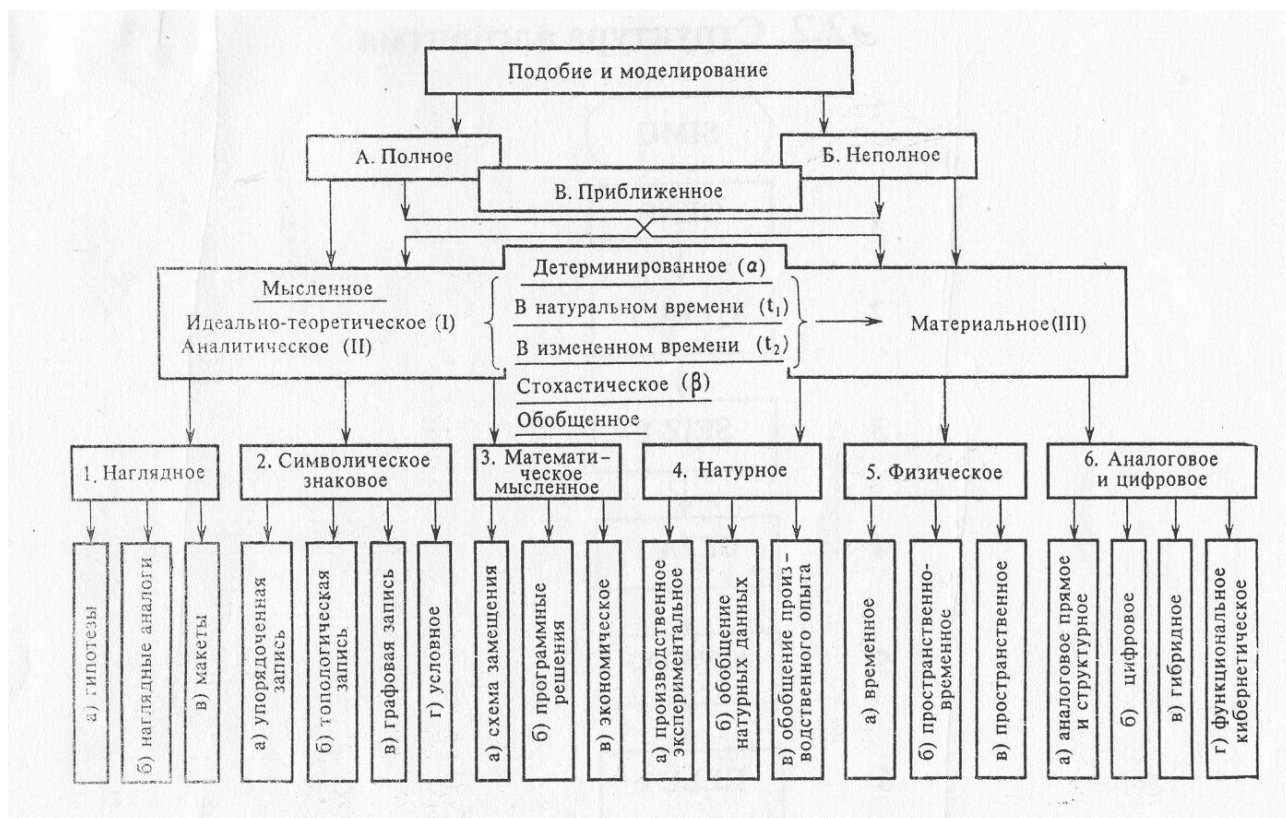 Подобие и моделирование
А. Полное
Б. Неполное
В. Приближенное
Мысленное
Идеально-теоретическое (I)
Аналитическое (II)
Детерминированное (α)
В натуральном времени (t₁)
В измененном времени (t₂)
Стохастическое (β)
Обобщенное
Материальное (III)
1. Наглядное
2. Символическое
знаковое
3. Математи-
ческое
мысленное
4. Натурное
5. Физическое
6. Аналоговое
и цифровое
а) гипотезы
б) наглядные аналоги
в) макеты
а) упорядоченная
запись
б) топологическая
запись
в) графовая запись
г) условное
а) схема замещения
б) программные
решения
в) экономическое
а) производственное
экспериментальное
б) обобщение
натурных данных
в) обобщение произ-
водственного опыта
а) временное
б) пространственно-
временное
в) пространственное
а) аналоговое прямое
и структурное
б) цифровое
в) гибридное
г) функциональное
кибернетическое